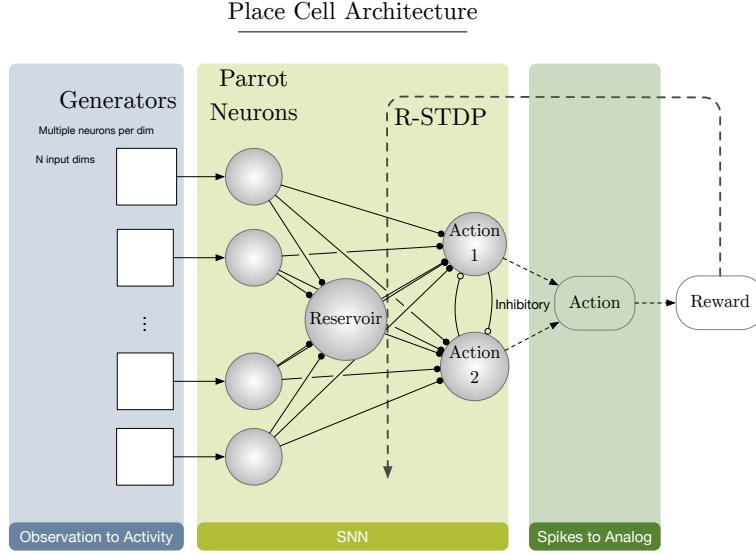 Place Cell Architecture
Generators
Multiple neurons per dim
N input dims
...
Parrot
Neurons
R-STDP
Reservoir
Action
1
Action
2
Inhibitory
Action
Reward
Observation to Activity
SNN
Spikes to Analog